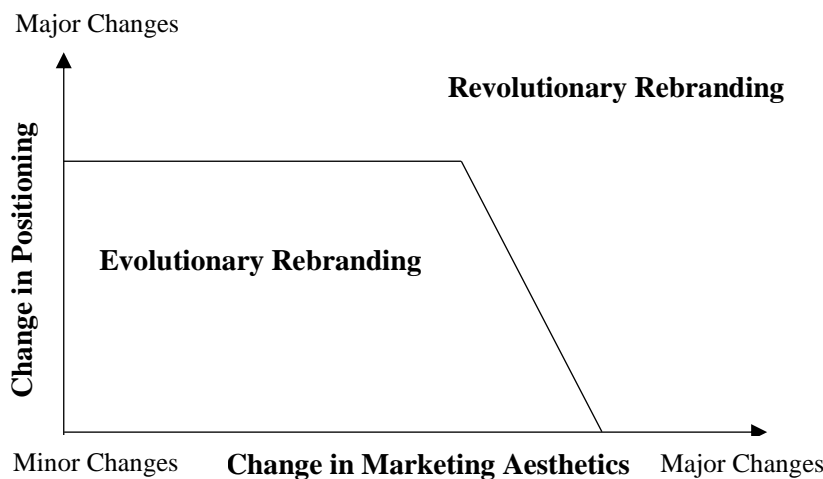 Major Changes
Revolutionary Rebranding
Change in Positioning
Evolutionary Rebranding
Minor Changes
Change in Marketing Aesthetics
Major Changes